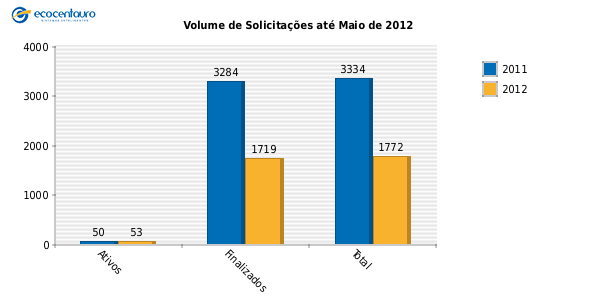 ecocentauro
Volume de Solicitações até Maio de 2012
4000
3000
2000
1000
0
50
53
3284
1719
3334
1772
Ativos
Finalizados
Total
2011
2012